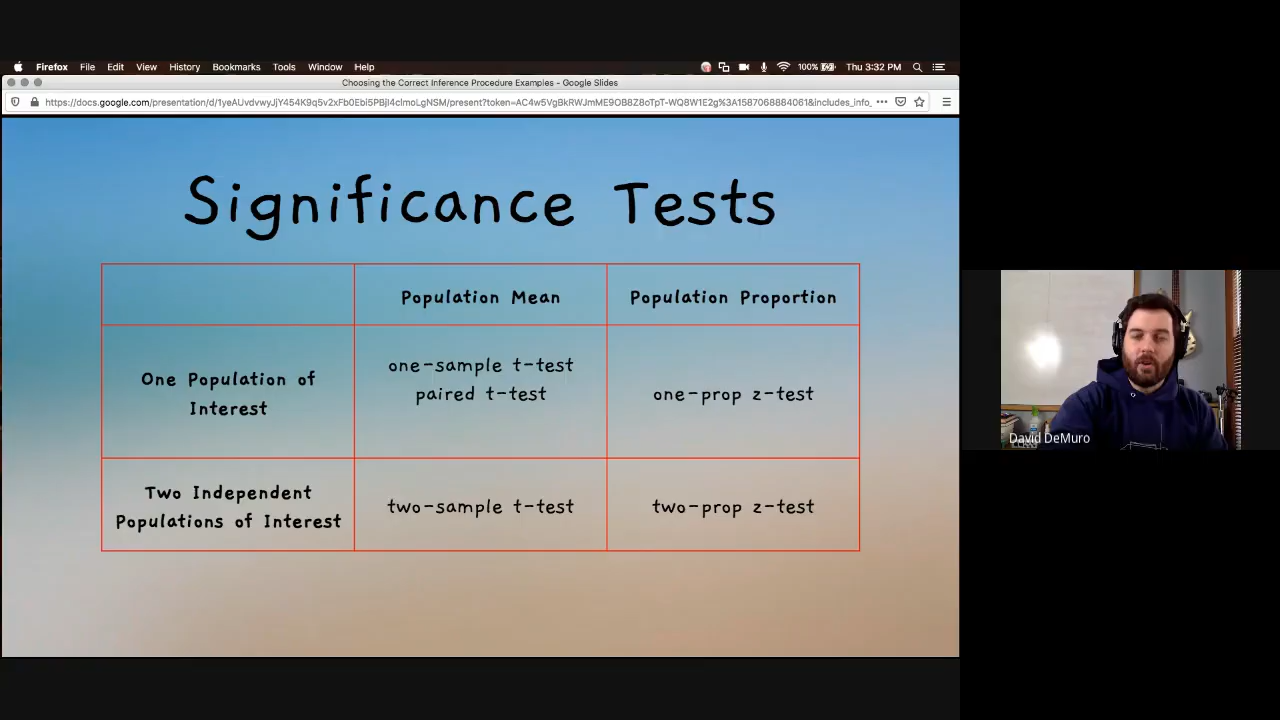 Firefox File Edit View History Bookmarks Tools Window Help 100% Thu 3:32 PM
Choosing the Correct Inference Procedure Examples - Google Slides
Significance Tests
Population Mean Population Proportion
One Population of
Interest
one-sample t-test
paired t-test
one-prop z-test
Two Independent
Populations of Interest
two-sample t-test
two-prop z-test
David DeMuro